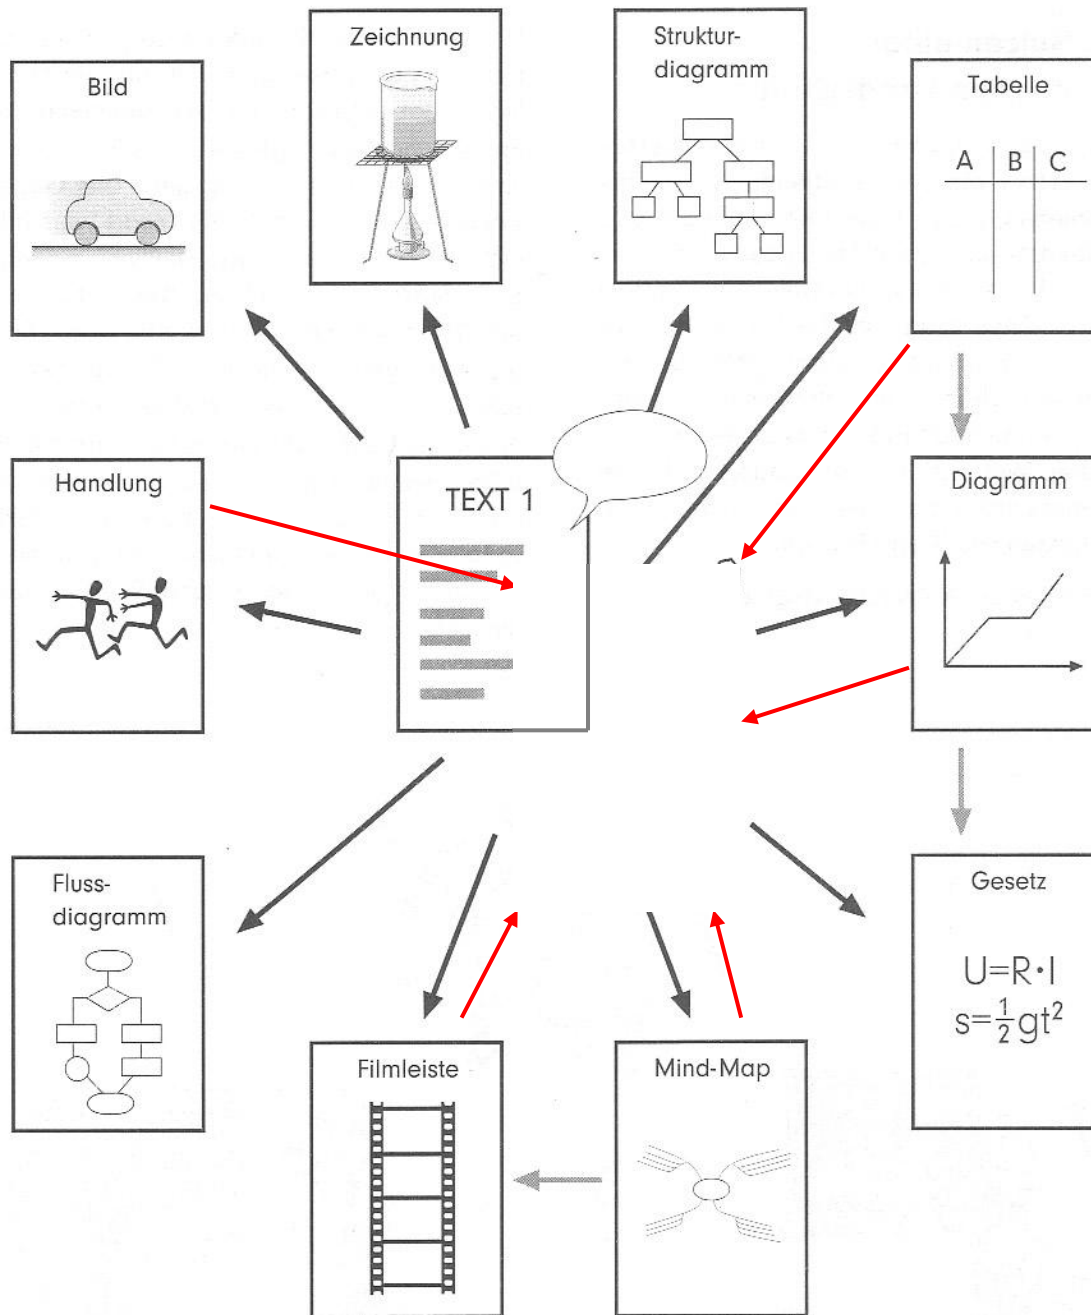 Bild
Zeichnung
Struktur-
diagramm
Tabelle
A B C
Handlung
TEXT 1
Diagramm
Fluss-
diagramm
Filmleiste
Mind-Map
Gesetz
U=R·I
s=½gt²